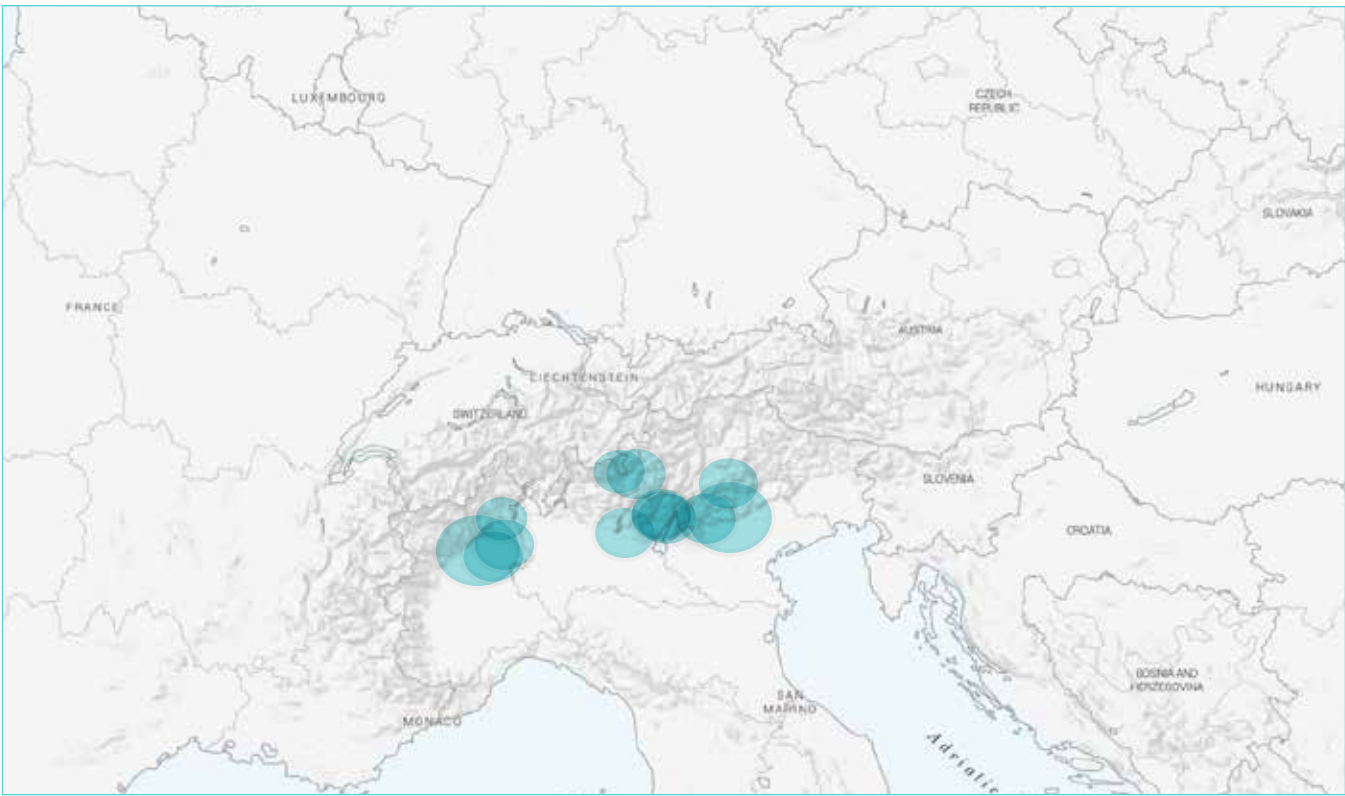 LUXEMBOURG
CZECH
REPUBLIC
SLOVAKIA
FRANCE
AUSTRIA
LIECHTENSTEIN
HUNGARY
SWITZERLAND
SLOVENIA
CROATIA
BOSNIA AND
HERZEGOVINA
SAN
MARINO
MONACO
Adriatic